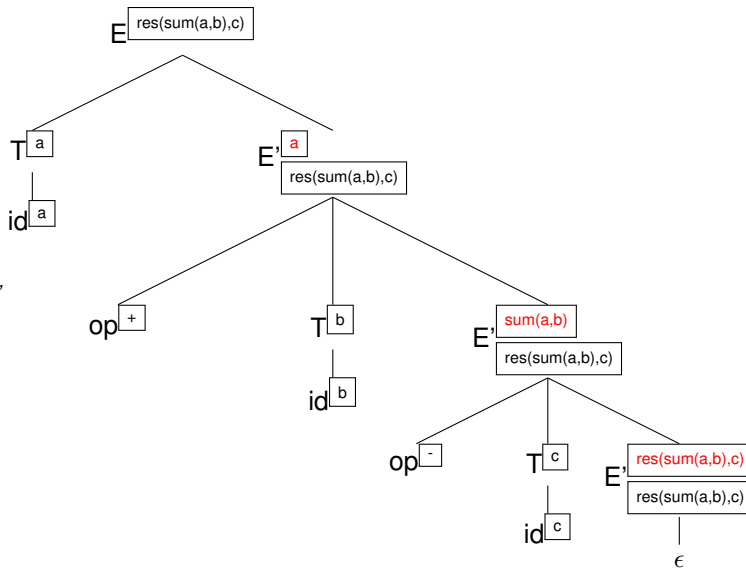 E res(sum(a,b),c)
T a
E' a
res(sum(a,b),c)
id a
,
op +
T b
E' sum(a,b)
res(sum(a,b),c)
id b
op -
T c
E' res(sum(a,b),c)
res(sum(a,b),c)
id c
ϵ